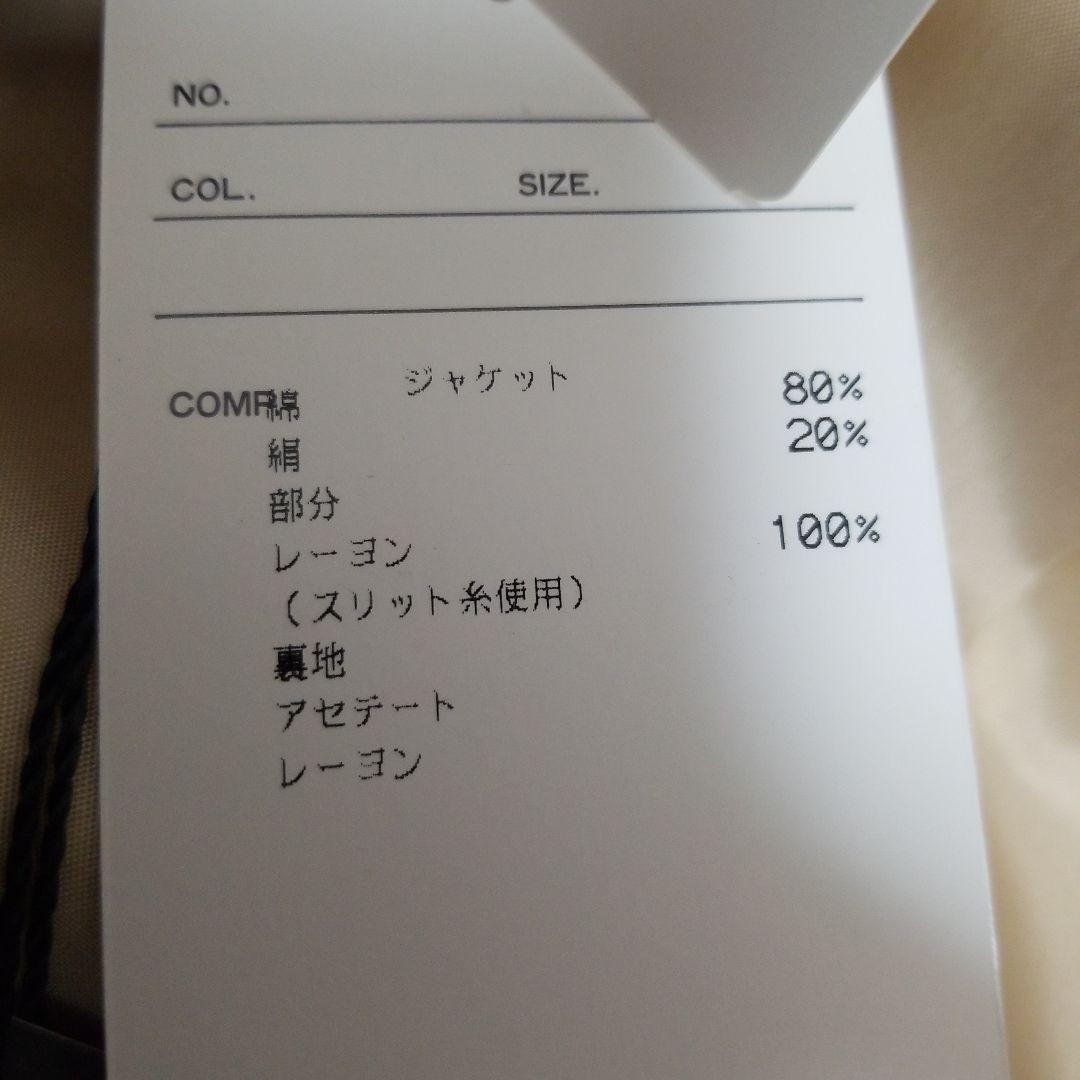 NO.
COL. SIZE.
ジャケット
COMP. 綿 80%
絹 20%
部分
レーヨン 100%
(スリット糸使用)
裏地
アセテート
レーヨン